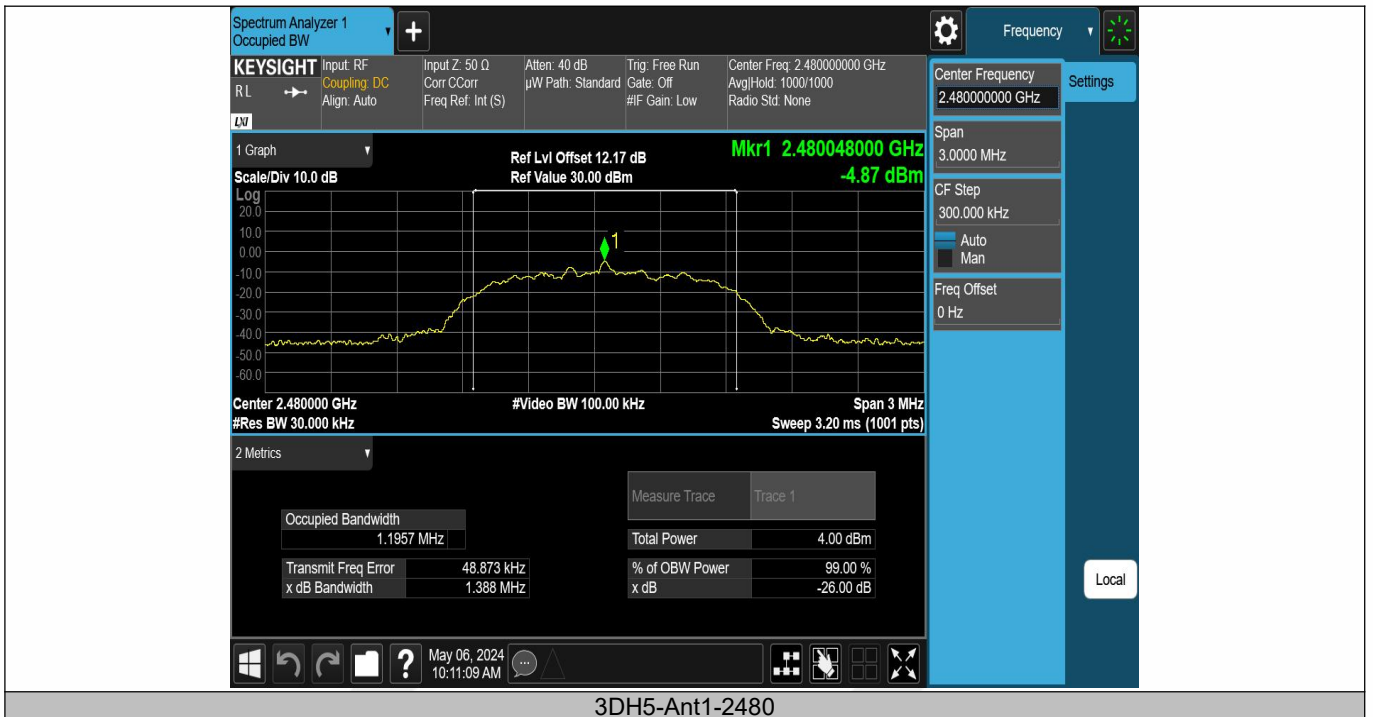 Spectrum Analyzer 1
Occupied BW
Frequency
KEYSIGHT
RL
LXI
Input: RF
Coupling: DC
Align: Auto
Input Z: 50 Ω
Corr CCorr
Freq Ref: Int (S)
Atten: 40 dB
µW Path: Standard
Trig: Free Run
Gate: Off
#IF Gain: Low
Center Freq: 2.480000000 GHz
Avg|Hold: 1000/1000
Radio Std: None
Center Frequency
2.480000000 GHz
Settings
Span
3.0000 MHz
CF Step
300.000 kHz
Auto
Man
Freq Offset
0 Hz
Local
1 Graph
Scale/Div 10.0 dB
Ref Lvl Offset 12.17 dB
Ref Value 30.00 dBm
Mkr1 2.480048000 GHz
-4.87 dBm
Log
20.0
10.0
0.00
-10.0
-20.0
-30.0
-40.0
-50.0
-60.0
1
Center 2.480000 GHz
#Video BW 100.00 kHz
Span 3 MHz
#Res BW 30.000 kHz
Sweep 3.20 ms (1001 pts)
2 Metrics
Measure Trace Trace 1
Occupied Bandwidth
1.1957 MHz
Total Power 4.00 dBm
Transmit Freq Error 48.873 kHz
% of OBW Power 99.00 %
x dB Bandwidth 1.388 MHz
x dB -26.00 dB
?
May 06, 2024
10:11:09 AM
3DH5-Ant1-2480